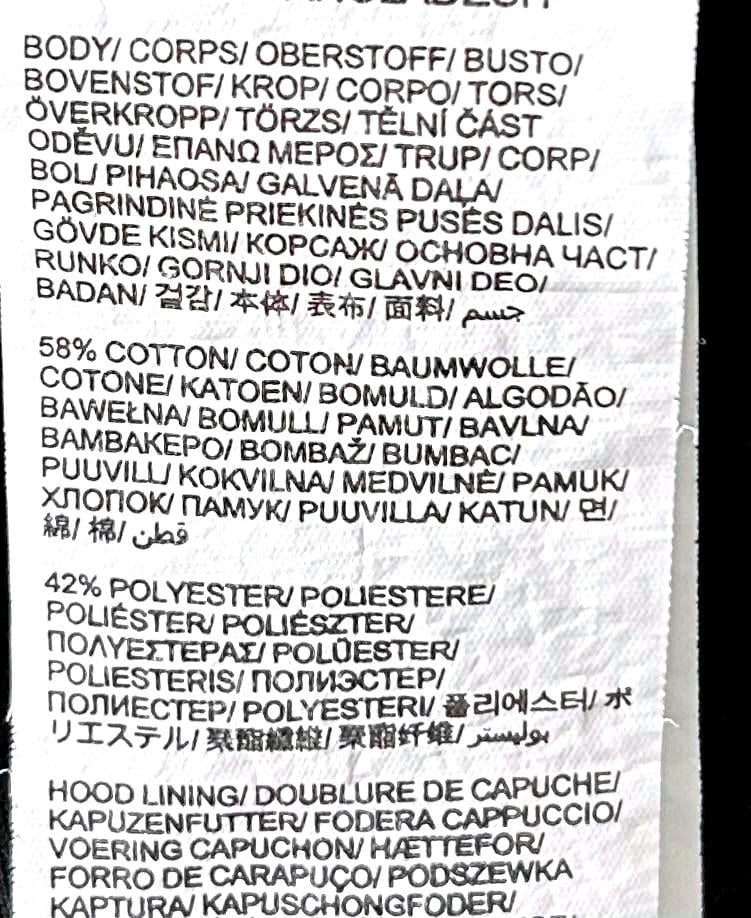 BODY/ CORPS/ OBERSTOFF/ BUSTO/
BOVENSTOF/ KROP/ CORPO/ TORS/
ÖVERKROPP/ TÖRZS/ TĚLNÍ ČÁST
ODĚVU/ ΕΠΑΝΩ ΜΕΡΟΣ/ TRUP/ CORP/
BOL/ PIHAOSA/ GALVENĀ DAĻA/
PAGRINDINĖ PRIEKINĖS PUSĖS DALIS/
GÖVDE KISMI/ КОРСАЖ/ ОСНОВНА ЧАСТ/
RUNKO/ GORNJI DIO/ GLAVNI DEO/
BADAN/ 겉감/ 本体/ 表布/ 面料/ جسم
58% COTTON/ COTON/ BAUMWOLLE/
COTONE/ KATOEN/ BOMULD/ ALGODÃO/
BAWEŁNA/ BOMULL/ PAMUT/ BAVLNA/
ΒΑΜΒΑΚΕΡΟ/ BOMBAŽ/ BUMBAC/
PUUVILL/ KOKVILNA/ MEDVILNĖ/ PAMUK/
ХЛОПОК/ ПАМУК/ PUUVILLA/ KATUN/ 면/
綿/ 棉/ قطن
42% POLYESTER/ POLIESTERE/
POLIÉSTER/ POLIÉSZTER/
ΠΟΛΥΕΣΤΕΡΑΣ/ POLÜESTER/
POLIESTERIS/ ПОЛИЭСТЕР/
ПОЛИЕСТЕР/ POLYESTERI/ 폴리에스터/ ポ
リエステル/ 聚酯纖維/ 聚酯纤维/ بوليستر
HOOD LINING/ DOUBLURE DE CAPUCHE/
KAPUZENFUTTER/ FODERA CAPPUCCIO/
VOERING CAPUCHON/ HÆTTEFOR/
FORRO DE CARAPUÇO/ PODSZEWKA
KAPTURA/ KAPUSCHONGFODER/